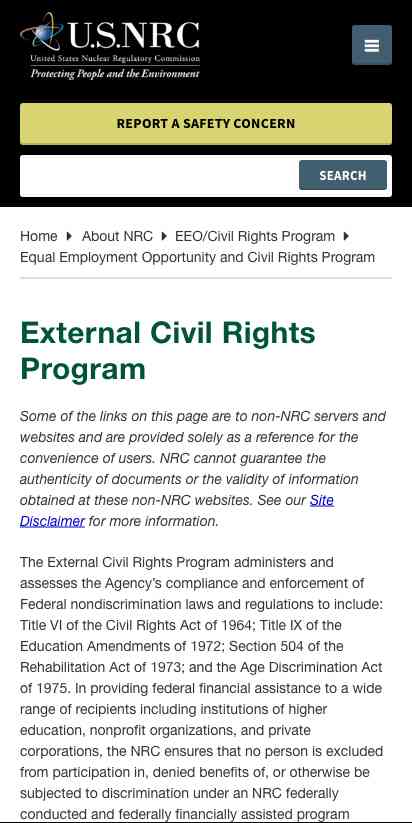 U.S.NRC
United States Nuclear Regulatory Commission
Protecting People and the Environment
REPORT A SAFETY CONCERN
SEARCH
Home About NRC EEO/Civil Rights Program
Equal Employment Opportunity and Civil Rights Program
External Civil Rights
Program
Some of the links on this page are to non-NRC servers and
websites and are provided solely as a reference for the
convenience of users. NRC cannot guarantee the
authenticity of documents or the validity of information
obtained at these non-NRC websites. See our Site
Disclaimer for more information.
The External Civil Rights Program administers and
assesses the Agency's compliance and enforcement of
Federal nondiscrimination laws and regulations to include:
Title VI of the Civil Rights Act of 1964; Title IX of the
Education Amendments of 1972; Section 504 of the
Rehabilitation Act of 1973; and the Age Discrimination Act
of 1975. In providing federal financial assistance to a wide
range of recipients including institutions of higher
education, nonprofit organizations, and private
corporations, the NRC ensures that no person is excluded
from participation in, denied benefits of, or otherwise be
subjected to discrimination under an NRC federally
conducted and federally financially assisted program